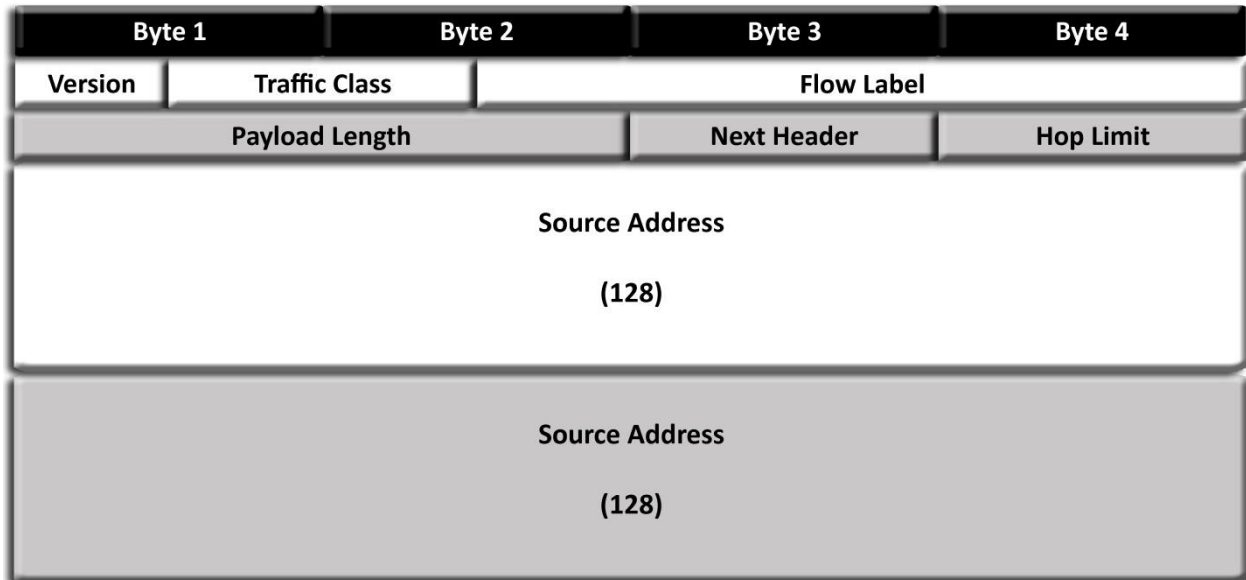 Byte 1 Byte 2 Byte 3 Byte 4
Version Traffic Class Flow Label
Payload Length Next Header Hop Limit
Source Address
(128)
Source Address
(128)